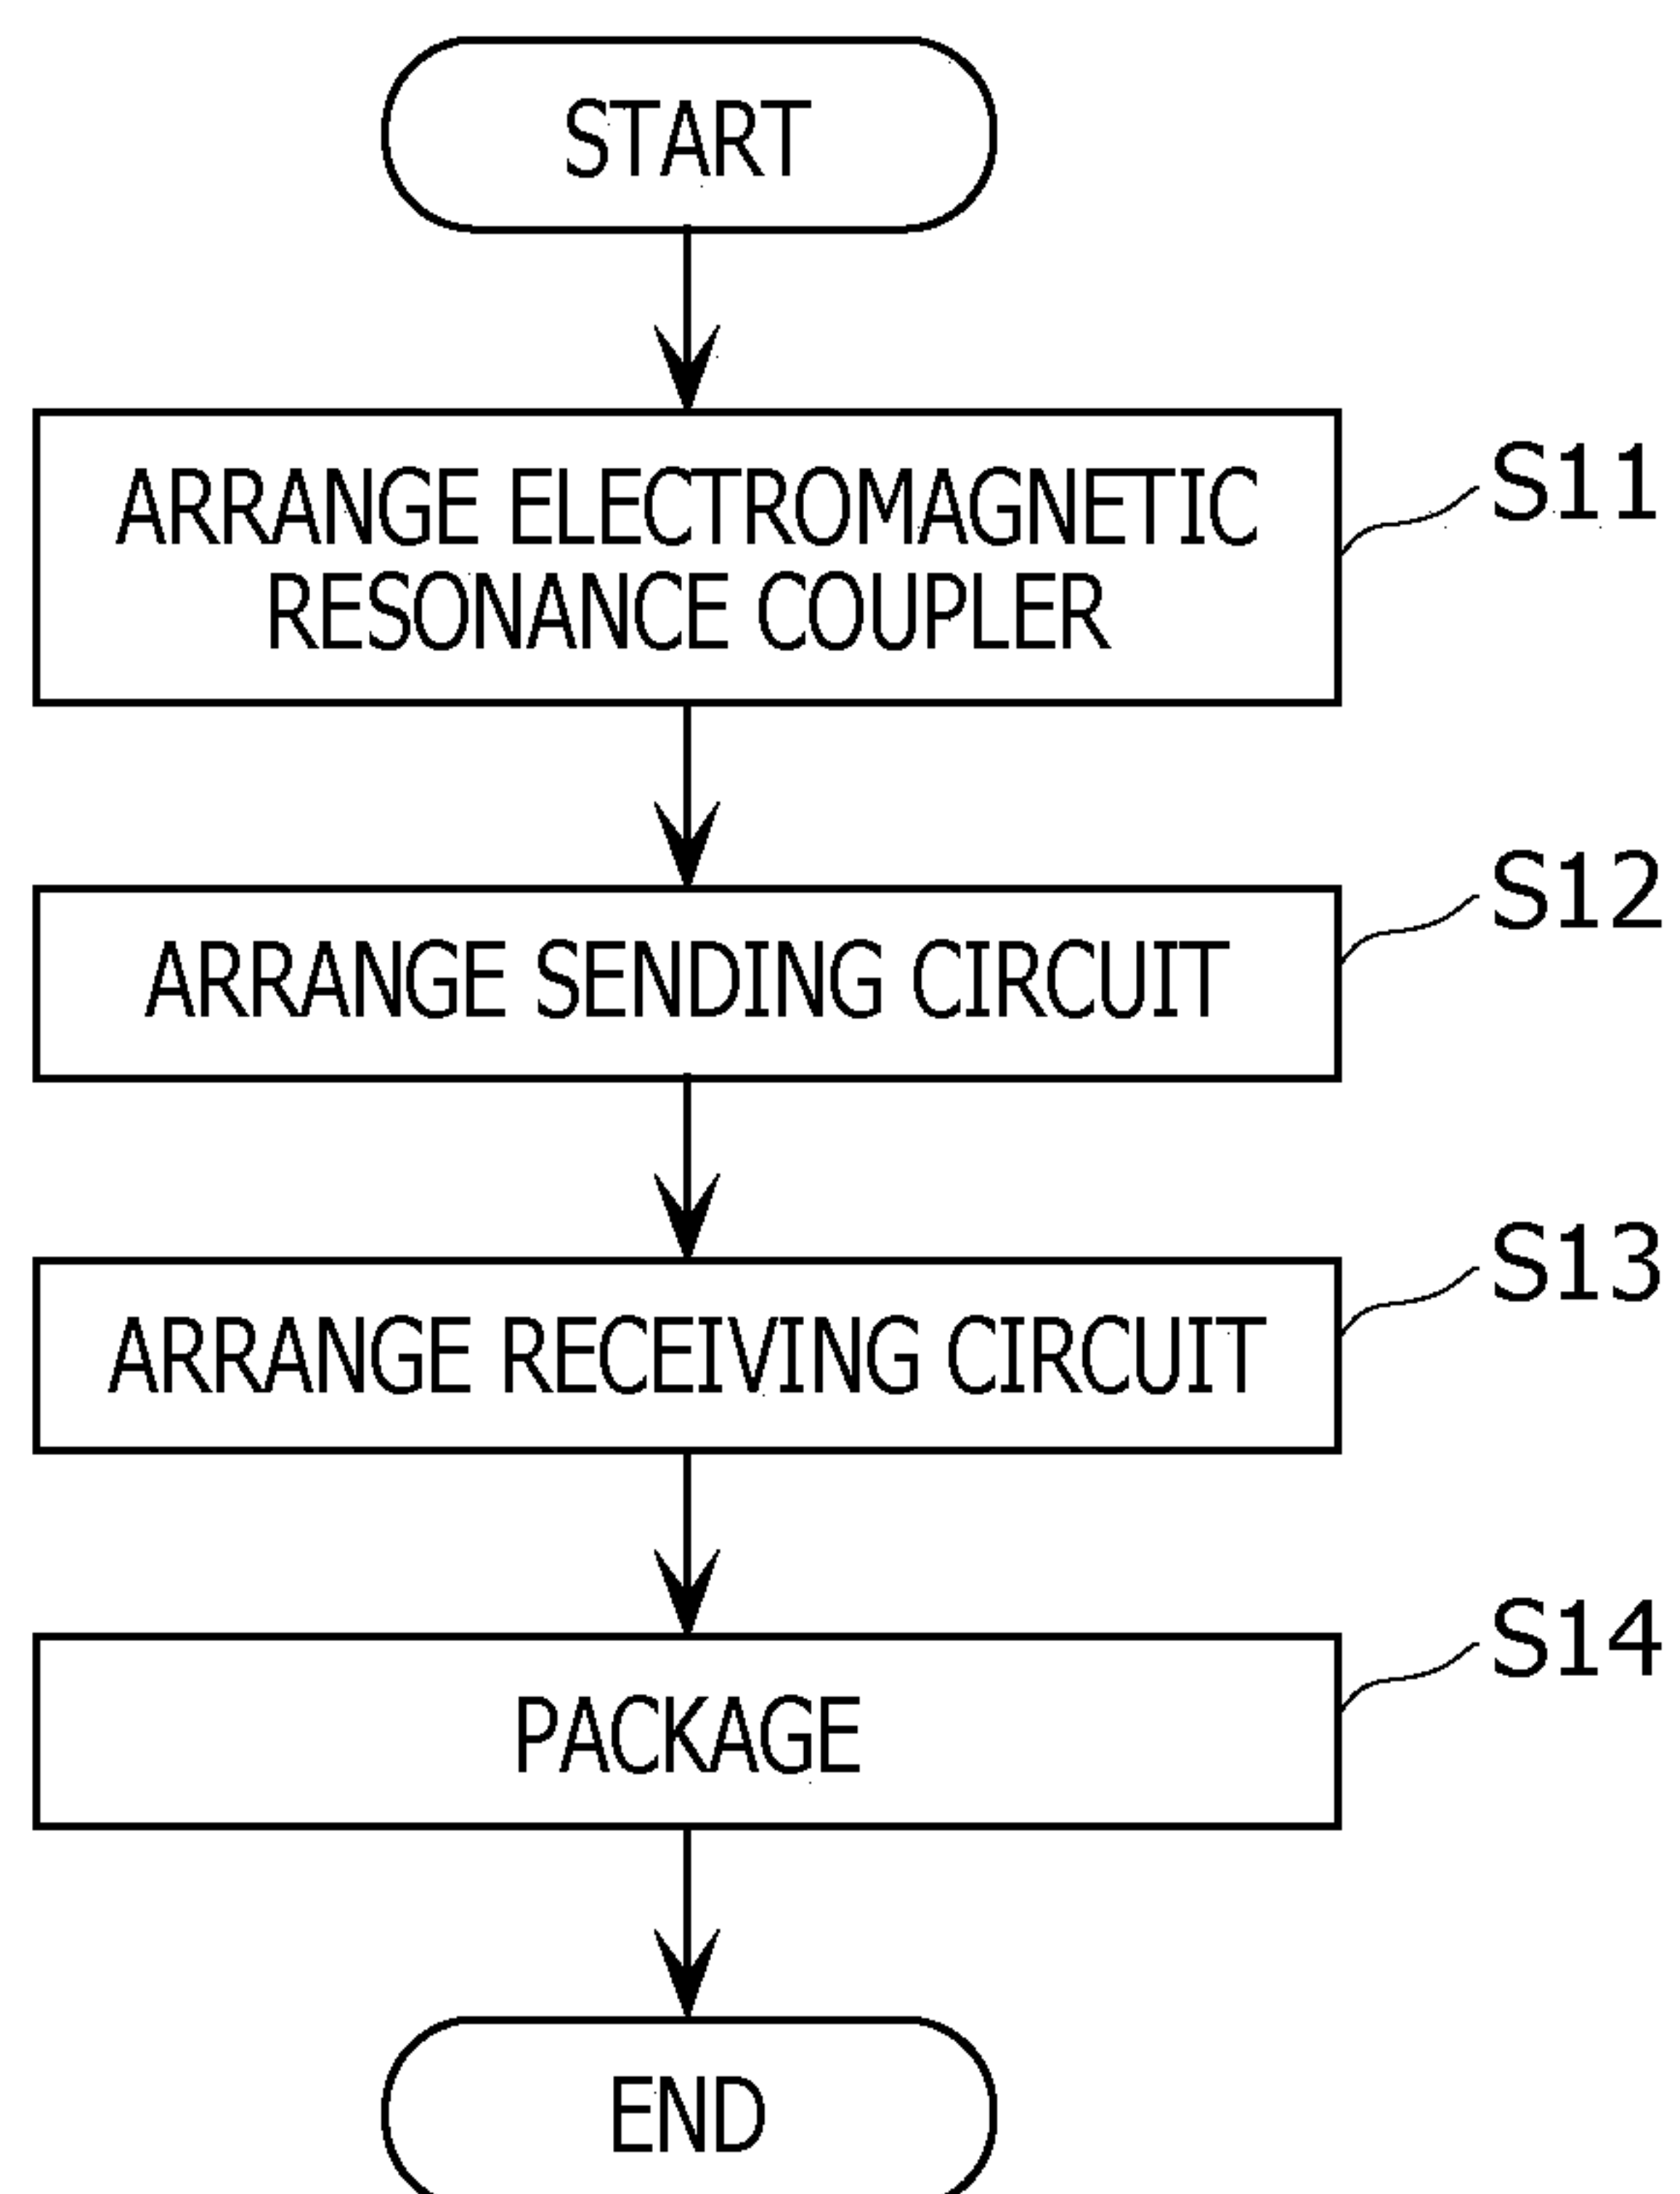 START
ARRANGE ELECTROMAGNETIC
RESONANCE COUPLER
S11
ARRANGE SENDING CIRCUIT
S12
ARRANGE RECEIVING CIRCUIT
S13
PACKAGE
S14
END